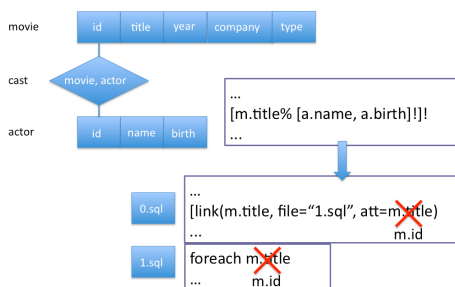 movie id title year company type
cast movie, actor
actor id name birth
...
[m.title% [a.name, a.birth]!]!
...
0.sql
...
[link(m.title, file=“1.sql”, att=m.title)
... m.id
1.sql
foreach m.title
... m.id